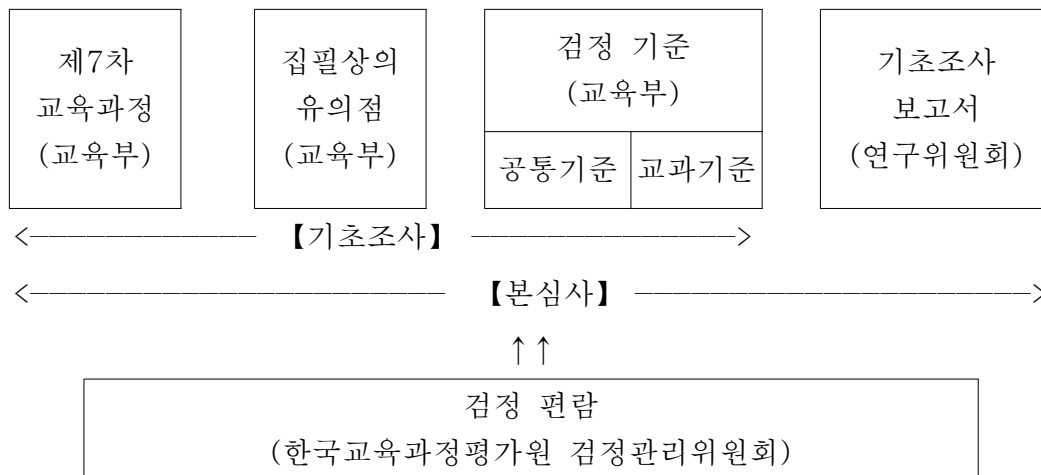 제7차
교육과정
(교육부)
집필상의
유의점
(교육부)
검정 기준
(교육부)
공통기준
교과기준
기초조사
보고서
(연구위원회)
<―――――――――――― 【기초조사】 ――――――――――――――>
<―――――――――――――――――――――― 【본심사】 ―――――――――――――――――――――>
↑↑
검정 편람
(한국교육과정평가원 검정관리위원회)